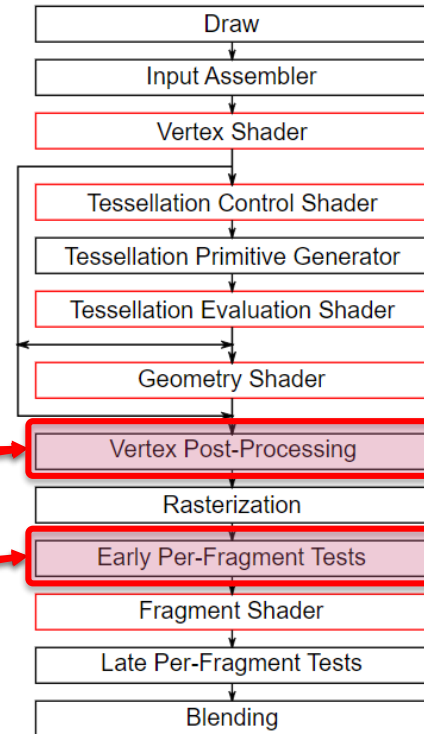 Draw
Input Assembler
Vertex Shader
Tessellation Control Shader
Tessellation Primitive Generator
Tessellation Evaluation Shader
Geometry Shader
Vertex Post-Processing
Rasterization
Early Per-Fragment Tests
Fragment Shader
Late Per-Fragment Tests
Blending